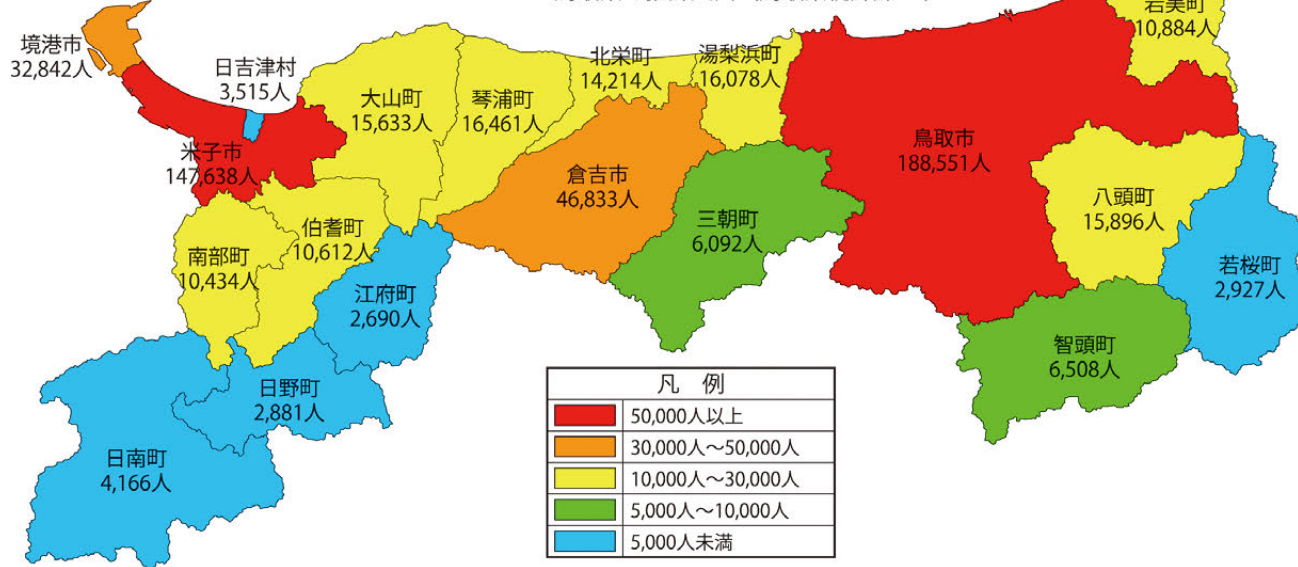 岩美町
10,884人
境港市
32,842人
日吉津村
3,515人
大山町
15,633人
琴浦町
16,461人
北栄町
14,214人
湯梨浜町
16,078人
米子市
147,638人
倉吉市
46,833人
三朝町
6,092人
鳥取市
188,551人
八頭町
15,896人
若桜町
2,927人
智頭町
6,508人
南部町
10,434人
伯耆町
10,612人
江府町
2,690人
日野町
2,881人
日南町
4,166人
凡 例
50,000人以上
30,000人～50,000人
10,000人～30,000人
5,000人～10,000人
5,000人未満